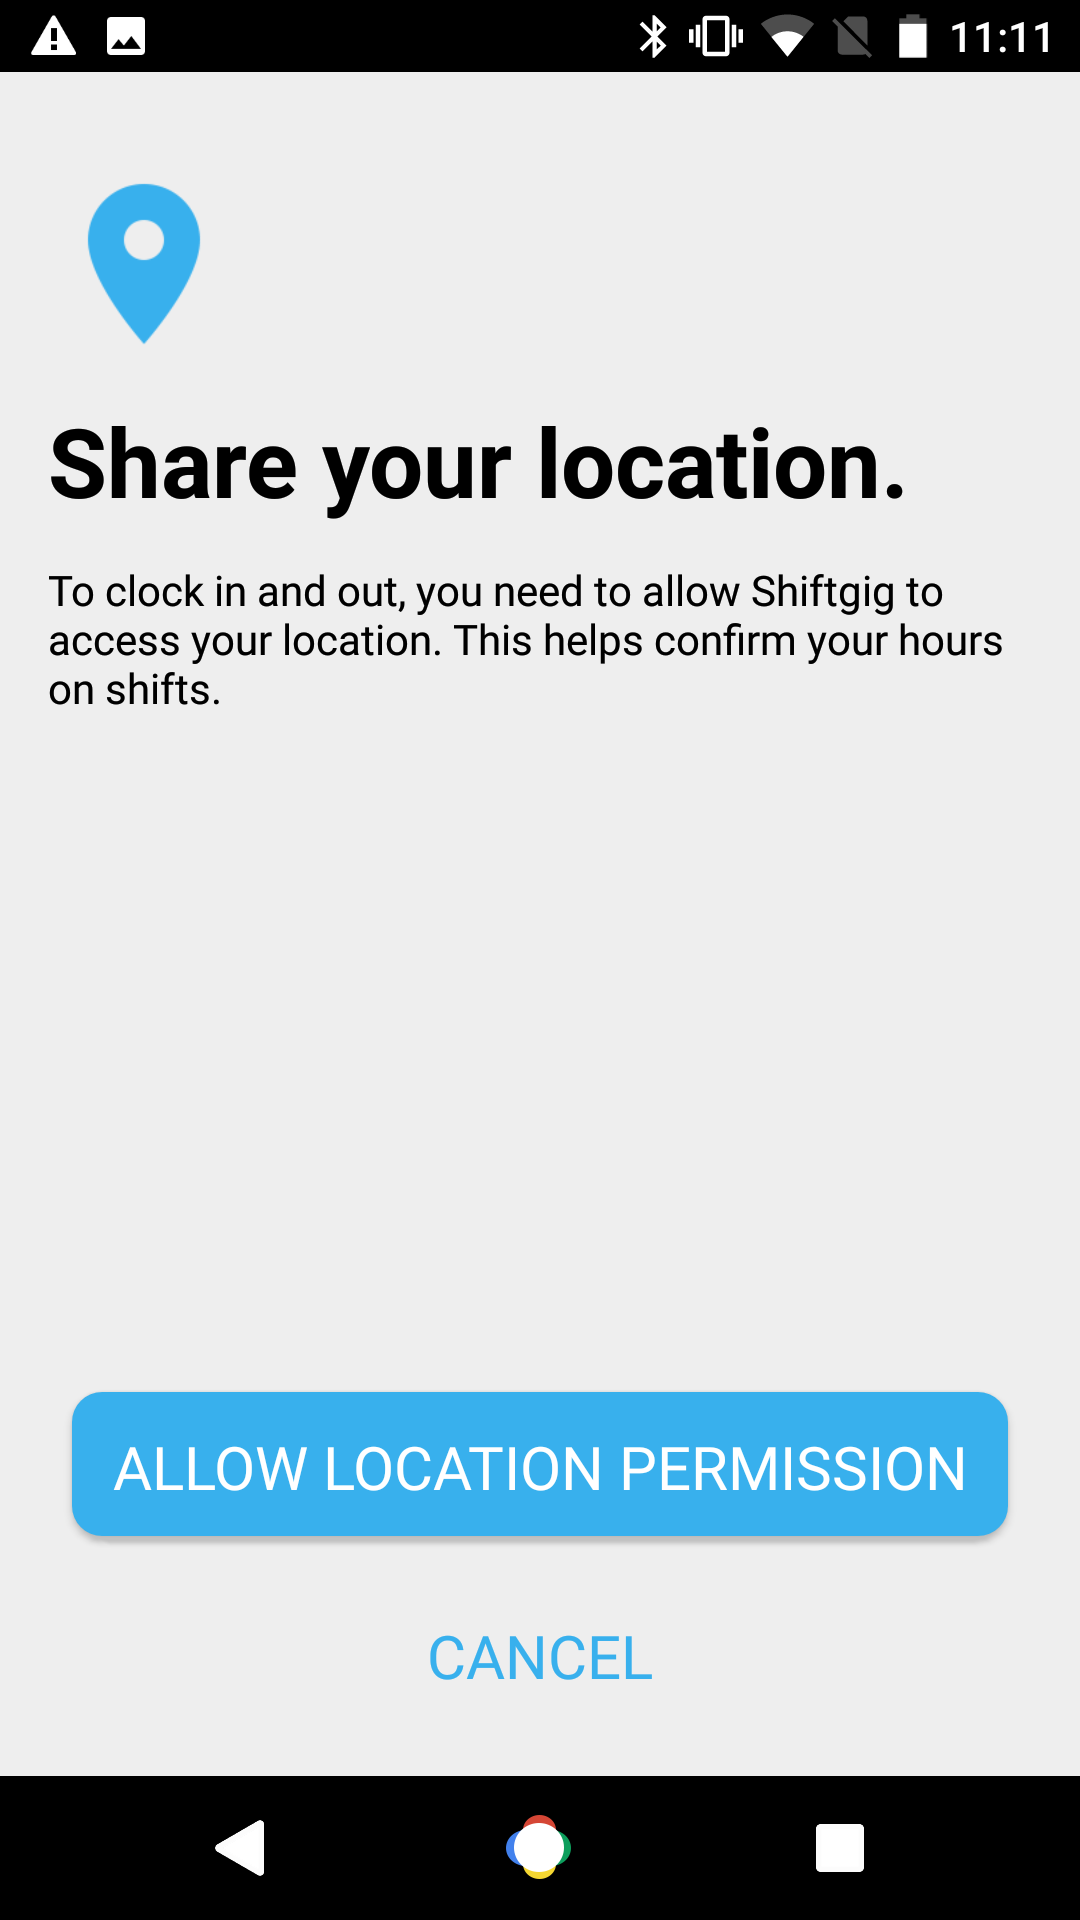 11:11
Share your location.
To clock in and out, you need to allow Shiftgig to
access your location. This helps confirm your hours
on shifts.
ALLOW LOCATION PERMISSION
CANCEL